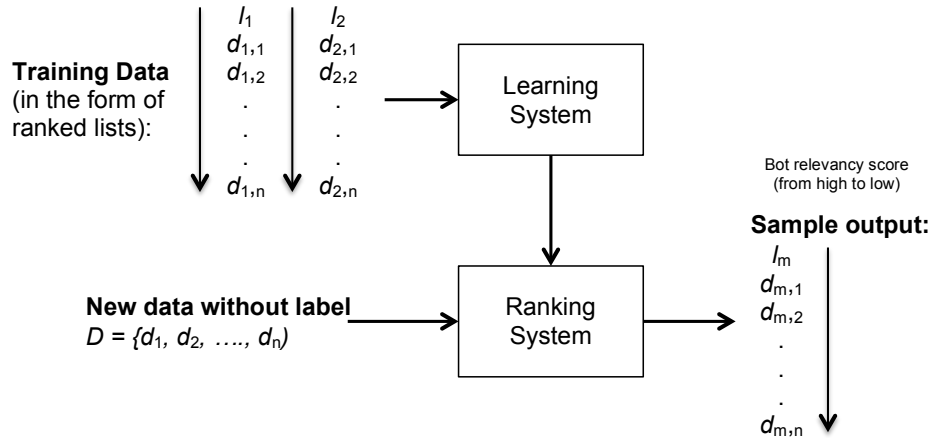 Training Data
(in the form of
ranked lists):
l1
d1,1
d1,2
.
.
.
d1,n
l2
d2,1
d2,2
.
.
.
d2,n
Learning
System
Bot relevancy score
(from high to low)
Sample output:
lm
dm,1
dm,2
.
.
.
dm,n
New data without label
D = {d1, d2, …., dn)
Ranking
System